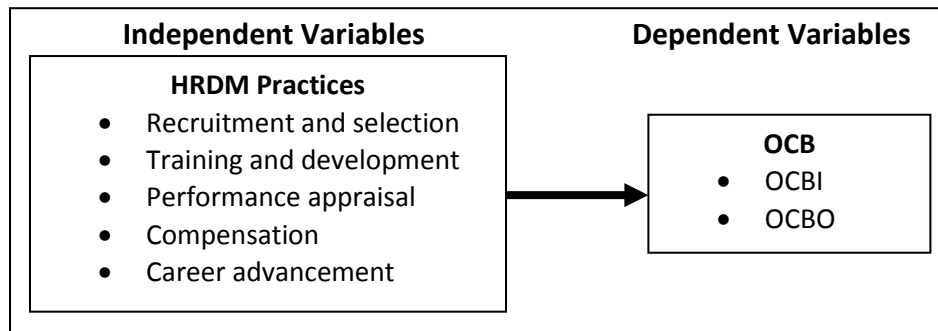 Independent Variables
HRDM Practices
• Recruitment and selection
• Training and development
• Performance appraisal
• Compensation
• Career advancement
Dependent Variables
OCB
• OCBI
• OCBO